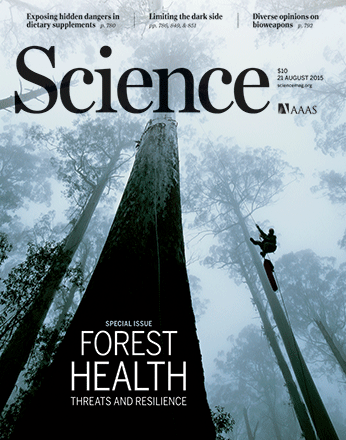 Exposing hidden dangers in
dietary supplements p. 780
Limiting the dark side
pp. 786, 849, & 851
Diverse opinions on
bioweapons p. 792
Science
$10
21 AUGUST 2015
sciencemag.org
AAAS
SPECIAL ISSUE
FOREST
HEALTH
THREATS AND RESILIENCE